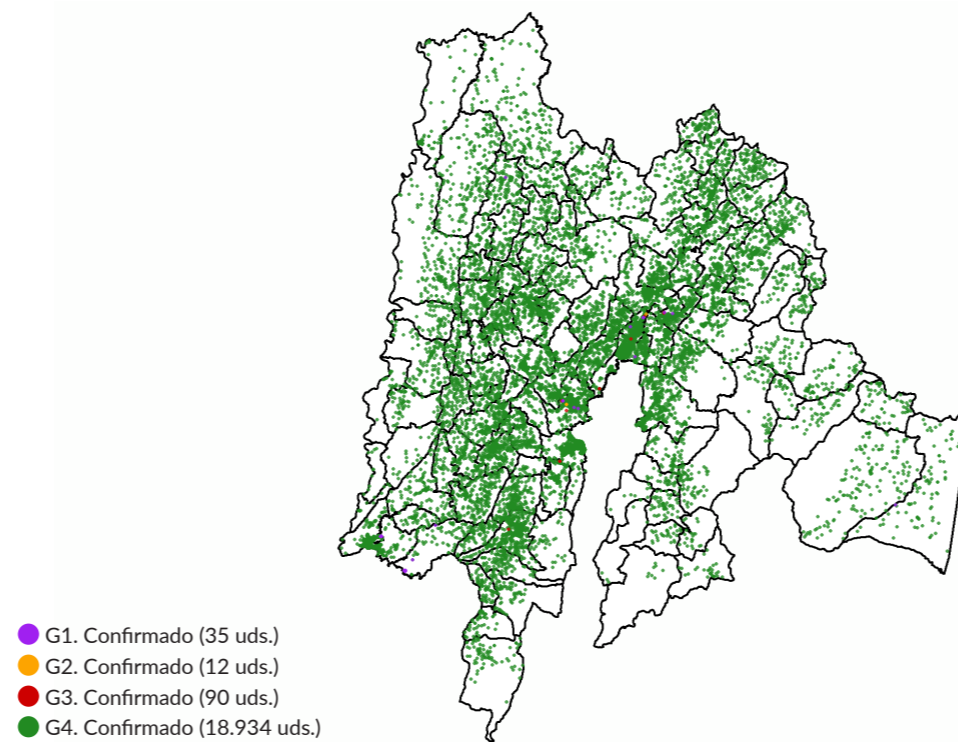 G1. Confirmado (35 uds.)
G2. Confirmado (12 uds.)
G3. Confirmado (90 uds.)
G4. Confirmado (18.934 uds.)